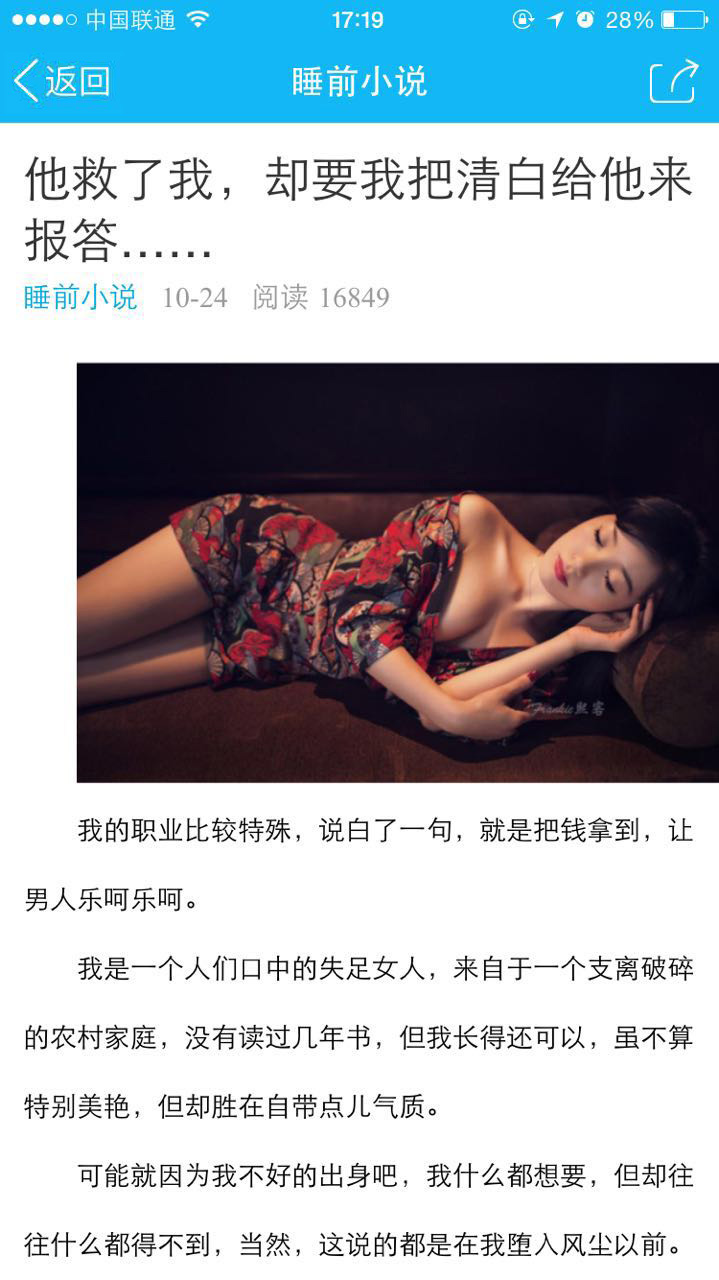 中国联通 17:19 28%
返回 睡前小说
他救了我，却要我把清白给他来
报答......
睡前小说 10-24 阅读 16849
Frankie熙客
我的职业比较特殊，说白了一句，就是把钱拿到，让
男人乐呵乐呵。
我是一个人们口中的失足女人，来自于一个支离破碎
的农村家庭，没有读过几年书，但我长得还可以，虽不算
特别美艳，但却胜在自带点儿气质。
可能就因为我不好的出身吧，我什么都想要，但却往
往什么都得不到，当然，这说的都是在我堕入风尘以前。